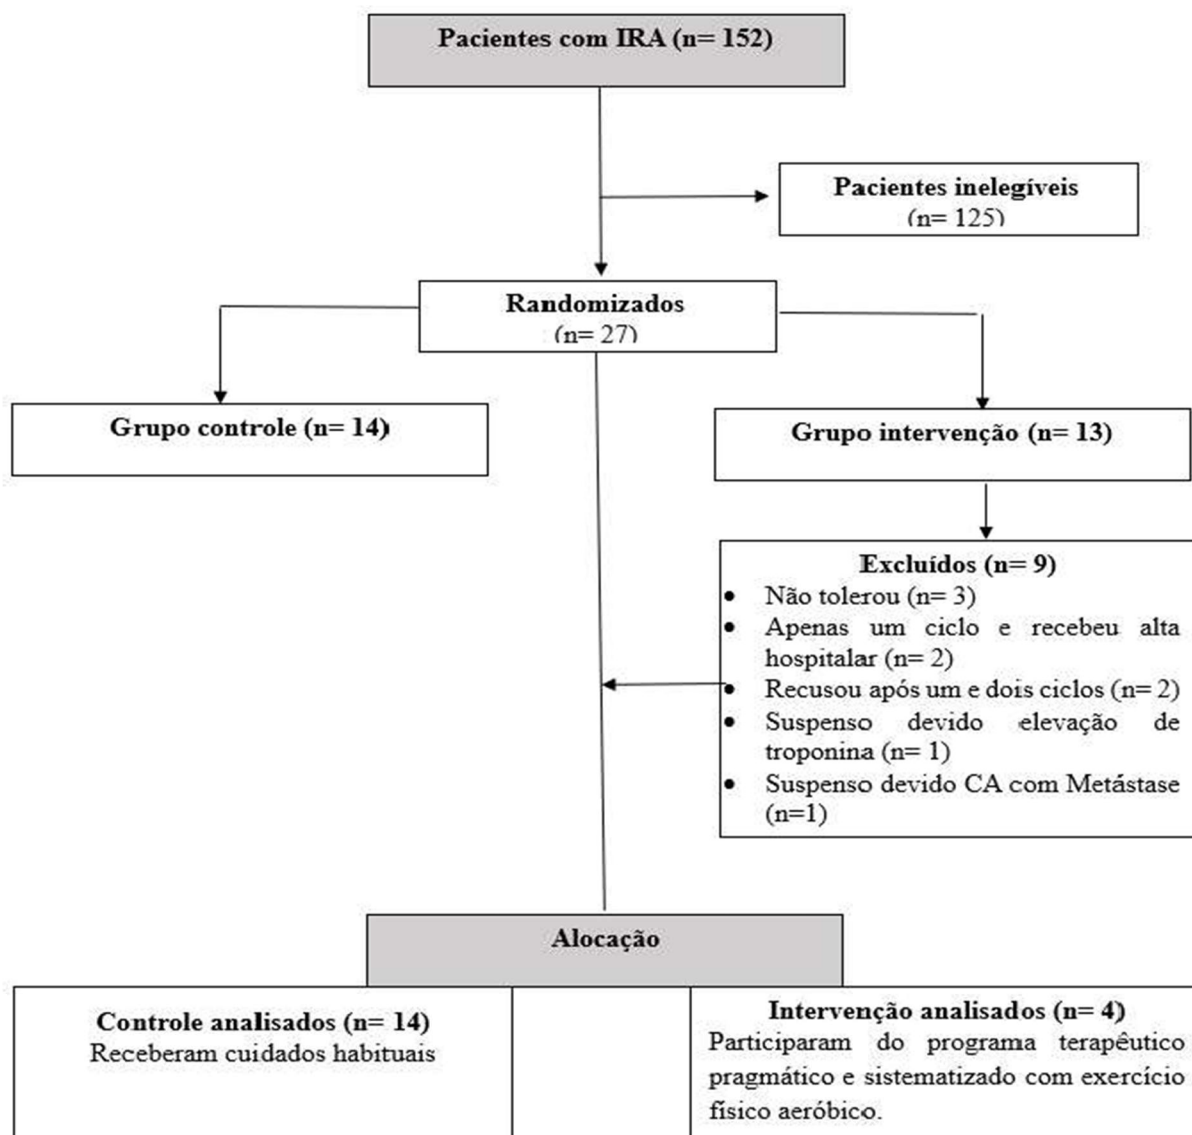 Pacientes com IRA (n= 152)
Pacientes inelegíveis
(n= 125)
Randomizados
(n= 27)
Grupo controle (n= 14)
Grupo intervenção (n= 13)
Excluídos (n= 9)
• Não tolerou (n= 3)
• Apenas um ciclo e recebeu alta
hospitalar (n= 2)
• Recusou após um e dois ciclos (n= 2)
• Suspenso devido elevação de
troponina (n= 1)
• Suspenso devido CA com Metástase
(n=1)
Alocação
Controle analisados (n= 14)
Receberam cuidados habituais
Intervenção analisados (n= 4)
Participaram do programa terapêutico
pragmático e sistematizado com exercício
físico aeróbico.